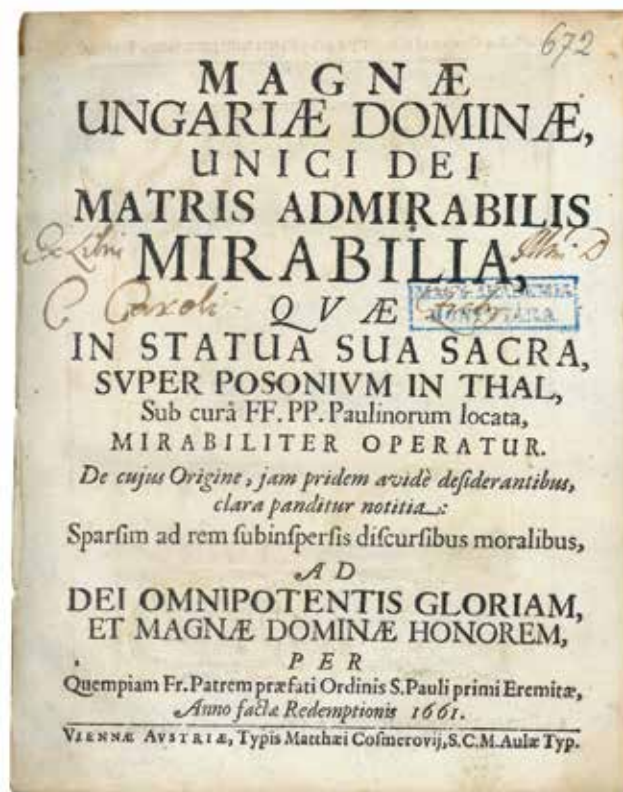 672
MAGNÆ
UNGARIÆ DOMINÆ,
UNICI DEI
MATRIS ADMIRABILIS
MIRABILIA,
QVÆ
IN STATUA SUA SACRA,
SVPER POSONIVM IN THAL,
Sub curâ FF. PP. Paulinorum locata,
MIRABILITER OPERATUR.
De cujus Origine, jam pridem avidè deſiderantibus,
clara panditur notitia:
Sparſim ad rem ſubinſperſis diſcurſibus moralibus,
AD
DEI OMNIPOTENTIS GLORIAM,
ET MAGNÆ DOMINÆ HONOREM,
PER
Quempiam Fr. Patrem præfati Ordinis S. Pauli primi Eremitæ,
Anno factæ Redemptionis 1661.
VIENNÆ AVSTRIÆ, Typis Matthæi Coſmerovij, S.C.M. Aulæ Typ.